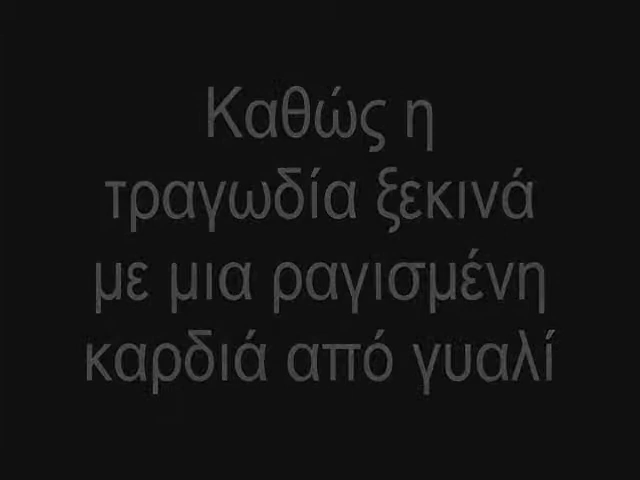 Καθώς η
τραγωδία ξεκινά
με μια ραγισμένη
καρδιά από γυαλί